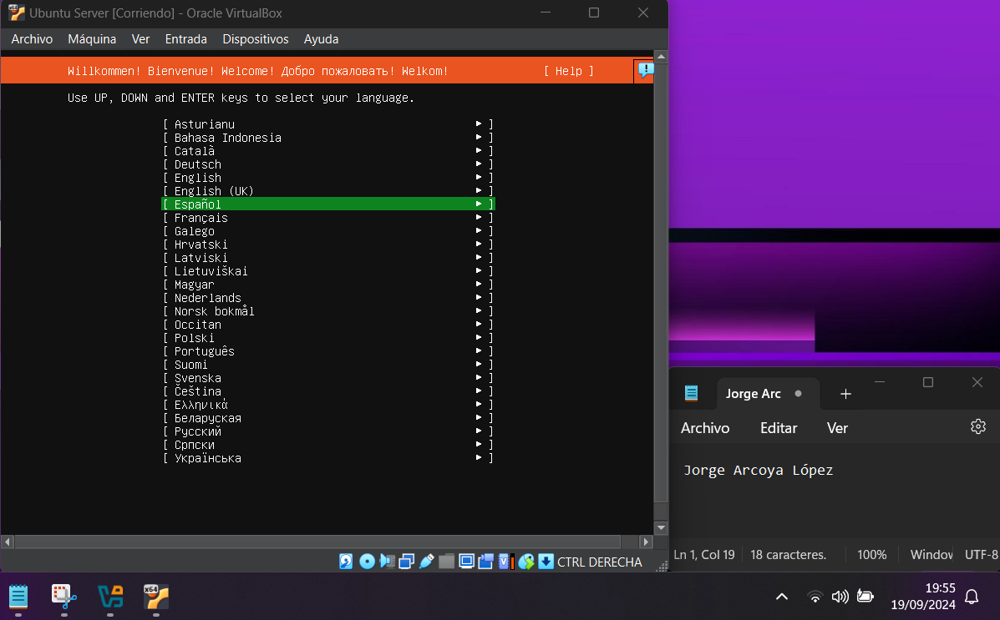 Ubuntu Server [Corriendo] - Oracle VirtualBox
Archivo Máquina Ver Entrada Dispositivos Ayuda
Willkommen! Bienvenue! Welcome! Добро пожаловать! Welkom! [ Help ]
Use UP, DOWN and ENTER keys to select your language.
[ Asturianu ▸ ]
[ Bahasa Indonesia ▸ ]
[ Català ▸ ]
[ Deutsch ▸ ]
[ English ▸ ]
[ English (UK) ▸ ]
[ Español ▸ ]
[ Français ▸ ]
[ Galego ▸ ]
[ Hrvatski ▸ ]
[ Latviski ▸ ]
[ Lietuviškai ▸ ]
[ Magyar ▸ ]
[ Nederlands ▸ ]
[ Norsk bokmål ▸ ]
[ Occitan ▸ ]
[ Polski ▸ ]
[ Português ▸ ]
[ Suomi ▸ ]
[ Svenska ▸ ]
[ Čeština ▸ ]
[ Ελληνικά ▸ ]
[ Беларуская ▸ ]
[ Русский ▸ ]
[ Српски ▸ ]
[ Українська ▸ ]
CTRL DERECHA
Jorge Arc
Archivo Editar Ver
Jorge Arcoya López
Ln 1, Col 19 18 caracteres. 100% Window UTF-8
x64
19:55
19/09/2024